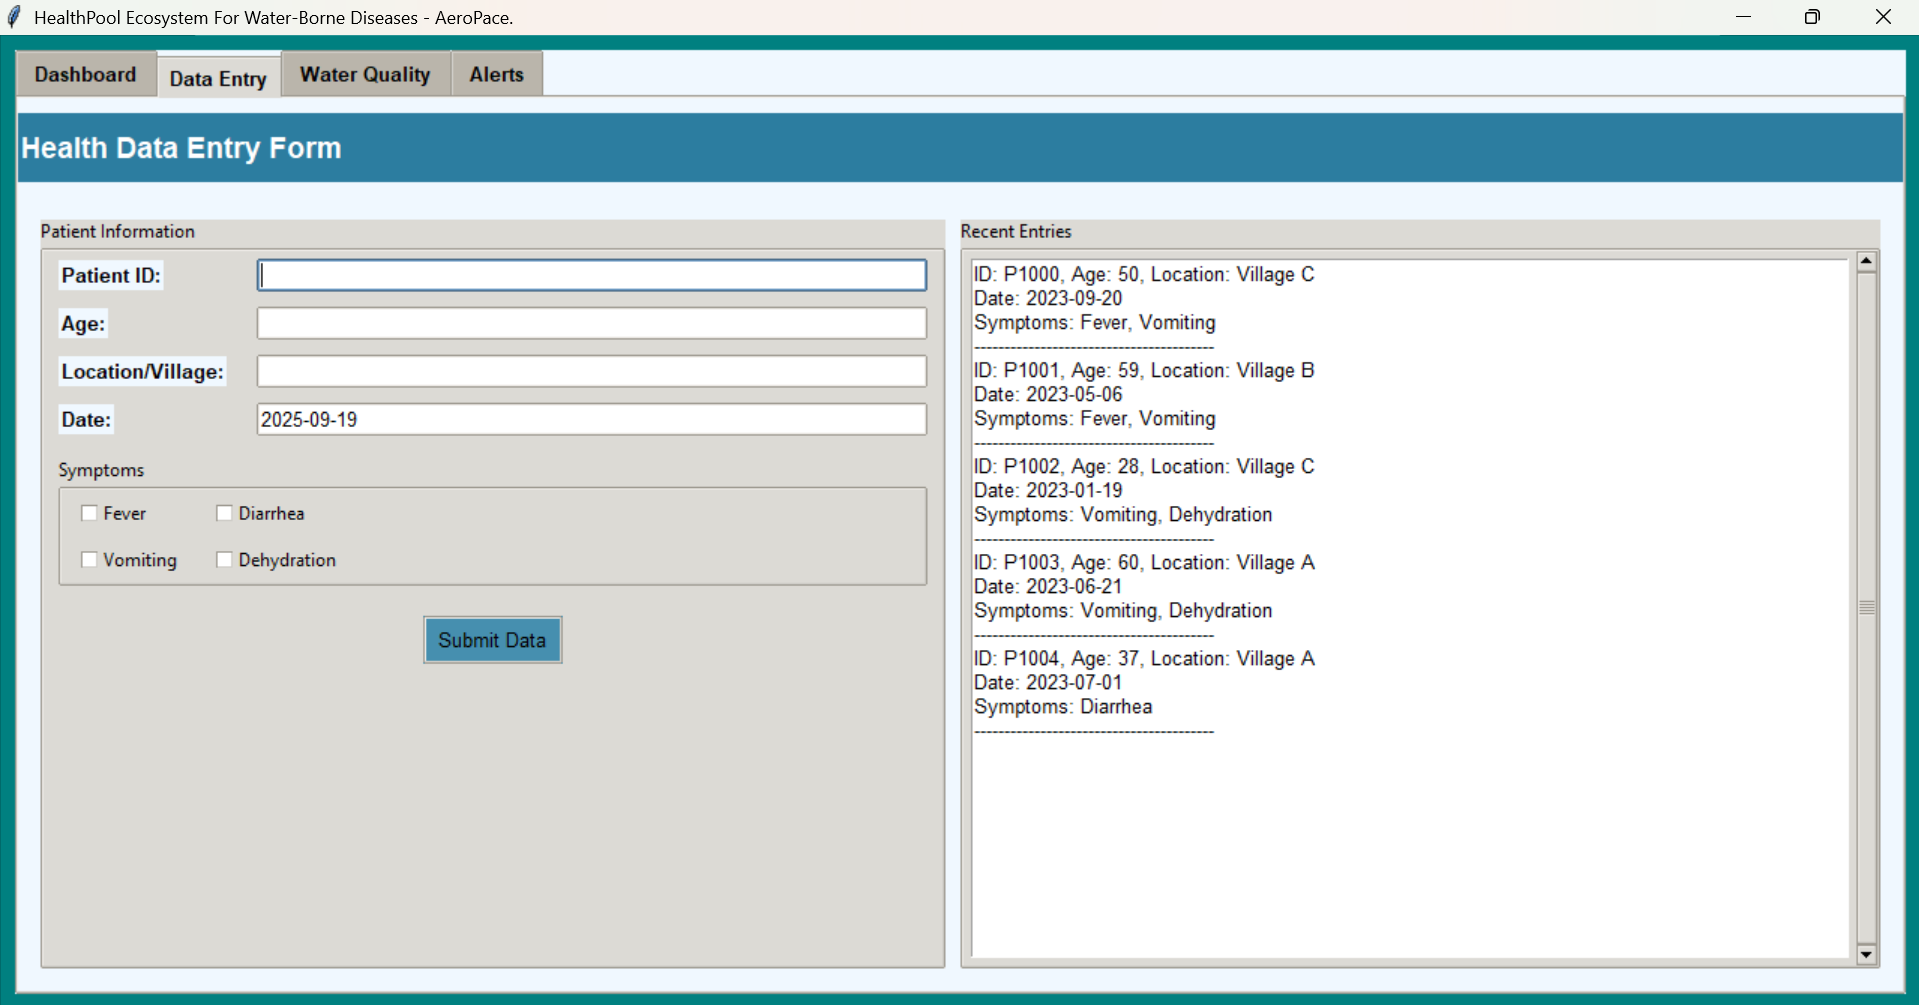 HealthPool Ecosystem For Water-Borne Diseases - AeroPace.
Dashboard
Data Entry
Water Quality
Alerts
Health Data Entry Form
Patient Information
Patient ID:
Age:
Location/Village:
Date:
2025-09-19
Symptoms
Fever
Diarrhea
Vomiting
Dehydration
Submit Data
Recent Entries
ID: P1000, Age: 50, Location: Village C
Date: 2023-09-20
Symptoms: Fever, Vomiting
----------------------------------------
ID: P1001, Age: 59, Location: Village B
Date: 2023-05-06
Symptoms: Fever, Vomiting
----------------------------------------
ID: P1002, Age: 28, Location: Village C
Date: 2023-01-19
Symptoms: Vomiting, Dehydration
----------------------------------------
ID: P1003, Age: 60, Location: Village A
Date: 2023-06-21
Symptoms: Vomiting, Dehydration
----------------------------------------
ID: P1004, Age: 37, Location: Village A
Date: 2023-07-01
Symptoms: Diarrhea
----------------------------------------